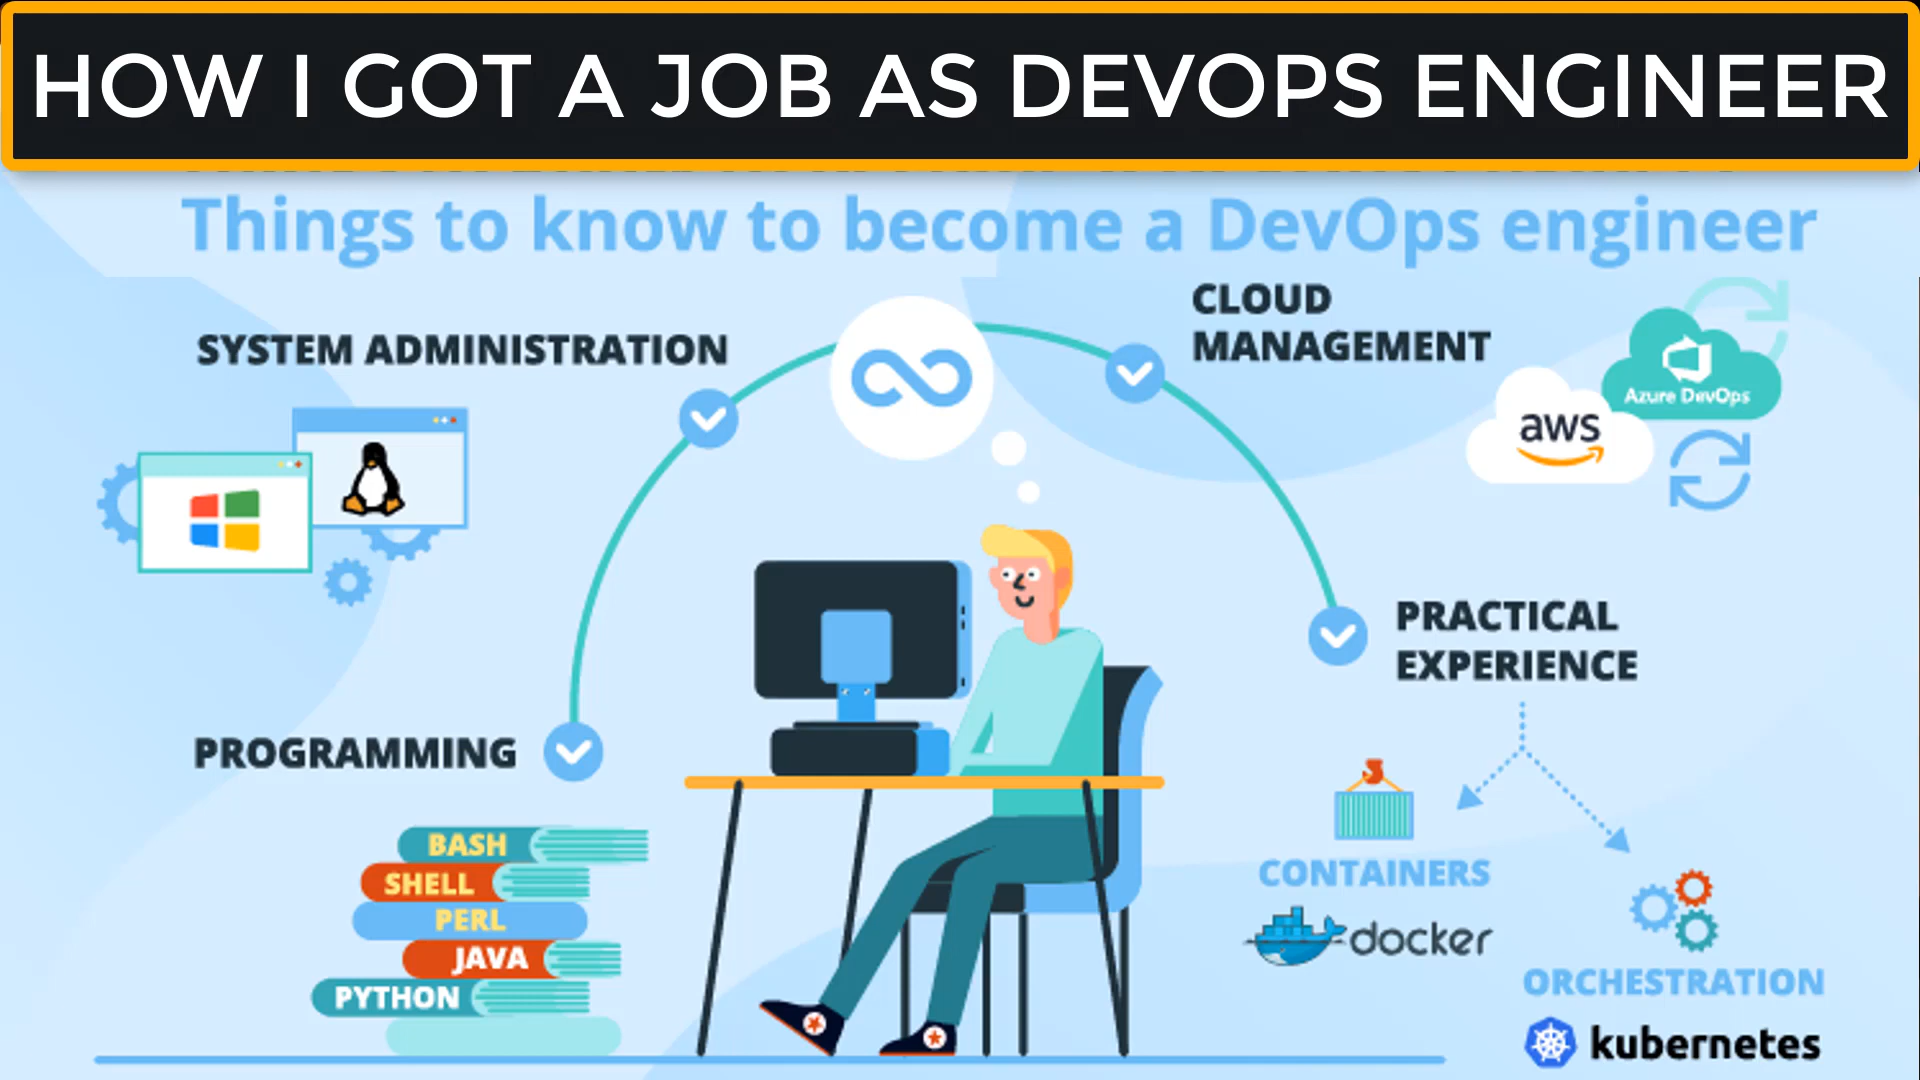 HOW I GOT A JOB AS DEVOPS ENGINEER
Things to know to become a DevOps engineer
SYSTEM ADMINISTRATION
CLOUD
MANAGEMENT
Azure DevOps
aws
PRACTICAL
EXPERIENCE
PROGRAMMING
BASH
SHELL
PERL
JAVA
PYTHON
CONTAINERS
docker
ORCHESTRATION
kubernetes